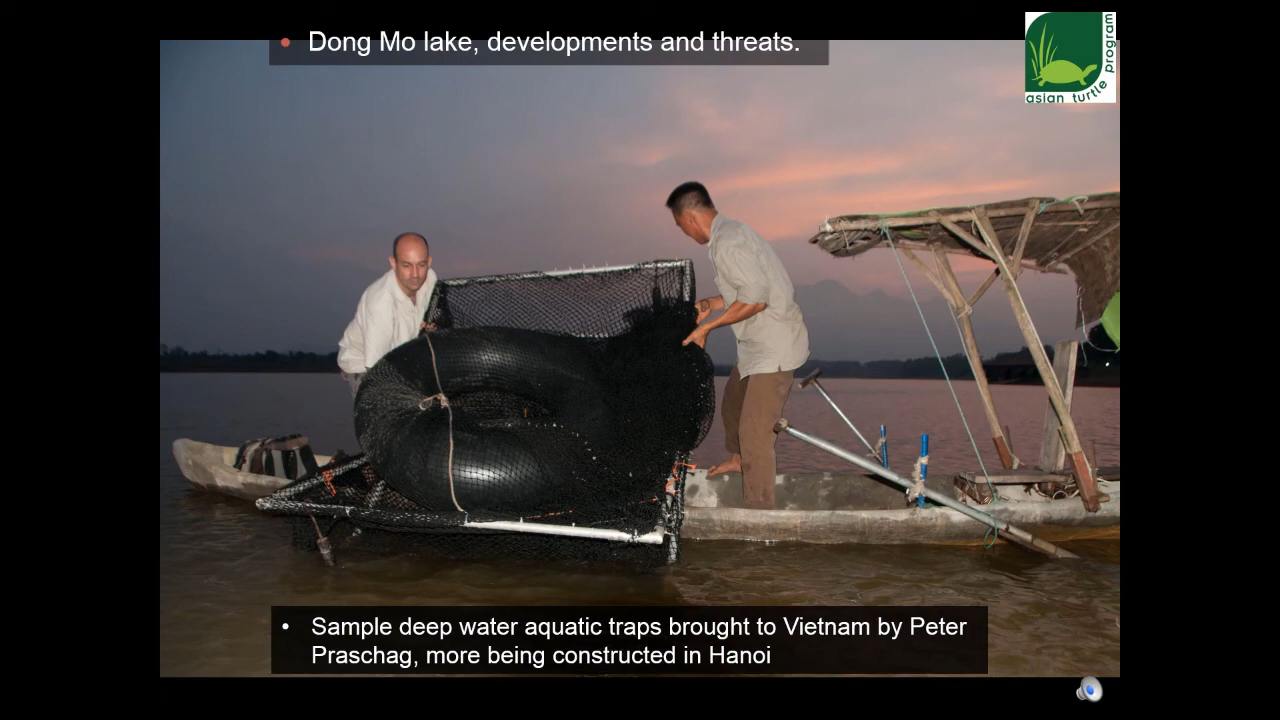 • Dong Mo lake, developments and threats.
asian turtle program
• Sample deep water aquatic traps brought to Vietnam by Peter
Praschag, more being constructed in Hanoi